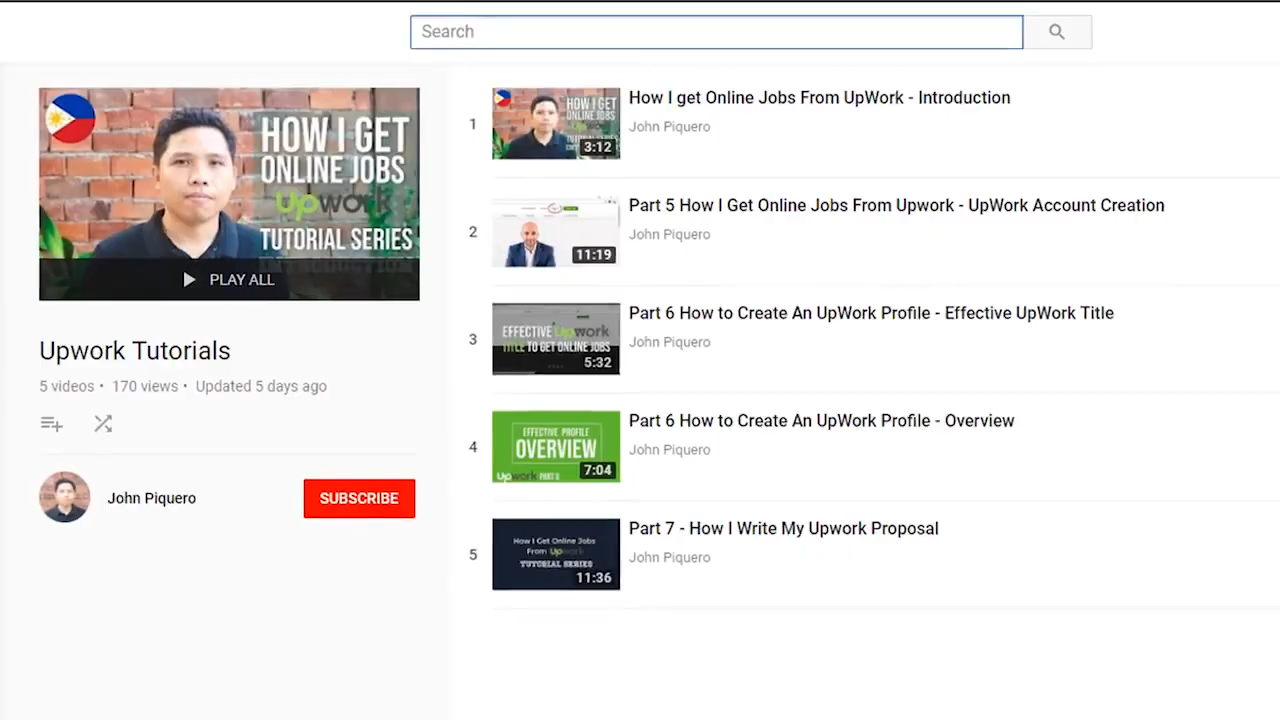 Search
HOW I GET
ONLINE JOBS
upwork
TUTORIAL SERIES
PLAY ALL
Upwork Tutorials
5 videos • 170 views • Updated 5 days ago
John Piquero
SUBSCRIBE
1
HOW I GET
ONLINE JOBS
upwork
3:12
How I get Online Jobs From UpWork - Introduction
John Piquero
2
11:19
Part 5 How I Get Online Jobs From Upwork - UpWork Account Creation
John Piquero
3
EFFECTIVE upwork
TITLE TO GET ONLINE JOBS
5:32
Part 6 How to Create An UpWork Profile - Effective UpWork Title
John Piquero
4
EFFECTIVE PROFILE
OVERVIEW
upwork PART 6
7:04
Part 6 How to Create An UpWork Profile - Overview
John Piquero
5
How I Get Online Jobs
From Upwork
TUTORIAL SERIES
11:36
Part 7 - How I Write My Upwork Proposal
John Piquero